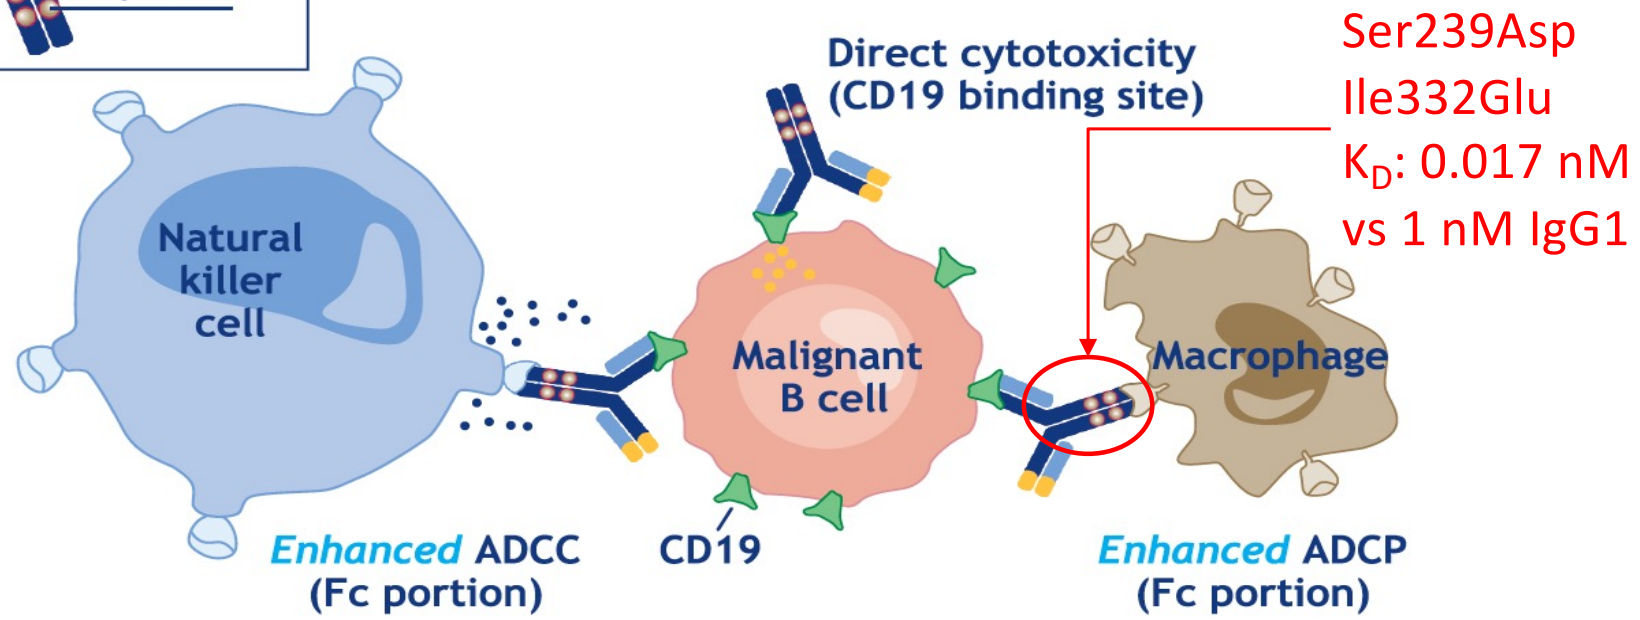 Direct cytotoxicity
(CD19 binding site)
Ser239Asp
Ile332Glu
K_D: 0.017 nM
vs 1 nM IgG1
Natural
killer
cell
Malignant
B cell
Macrophage
Enhanced ADCC
(Fc portion)
CD19
Enhanced ADCP
(Fc portion)